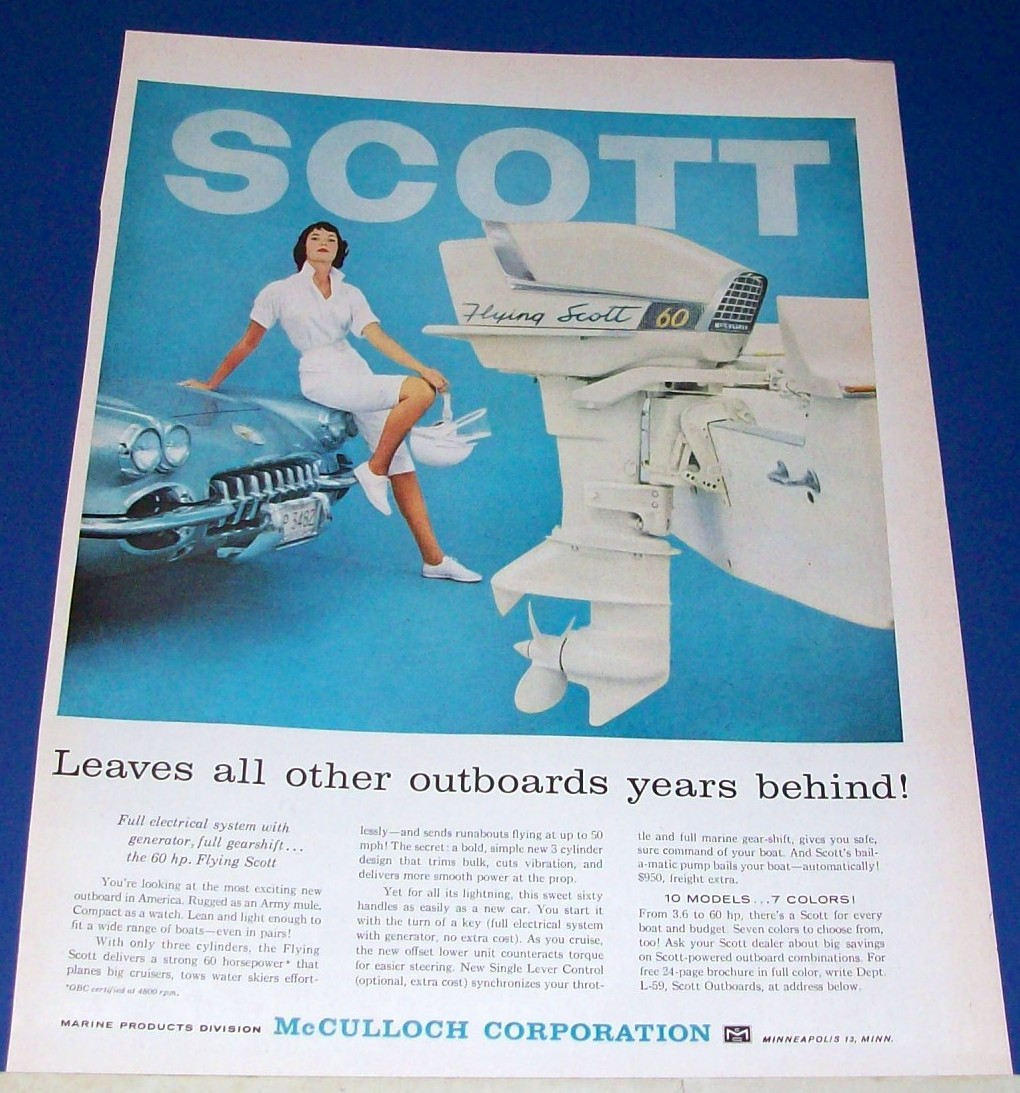 SCOTT
Flying Scott 60
P 3482
Leaves all other outboards years behind!
Full electrical system with
generator, full gearshift...
the 60 hp. Flying Scott
You're looking at the most exciting new
outboard in America. Rugged as an Army mule.
Compact as a watch. Lean and light enough to
fit a wide range of boats—even in pairs!
With only three cylinders, the Flying
Scott delivers a strong 60 horsepower* that
planes big cruisers, tows water skiers effort-
*OBC certified at 4800 rpm.
lessly—and sends runabouts flying at up to 50
mph! The secret: a bold, simple new 3 cylinder
design that trims bulk, cuts vibration, and
delivers more smooth power at the prop.
Yet for all its lightning, this sweet sixty
handles as easily as a new car. You start it
with the turn of a key (full electrical system
with generator, no extra cost). As you cruise,
the new offset lower unit counteracts torque
for easier steering. New Single Lever Control
(optional, extra cost) synchronizes your throt-
tle and full marine gear-shift, gives you safe,
sure command of your boat. And Scott's bail-
a-matic pump bails your boat—automatically!
$950, freight extra.
10 MODELS...7 COLORS!
From 3.6 to 60 hp, there's a Scott for every
boat and budget. Seven colors to choose from,
too! Ask your Scott dealer about big savings
on Scott-powered outboard combinations. For
free 24-page brochure in full color, write Dept.
L-59, Scott Outboards, at address below.
MARINE PRODUCTS DIVISION McCULLOCH CORPORATION MINNEAPOLIS 13, MINN.